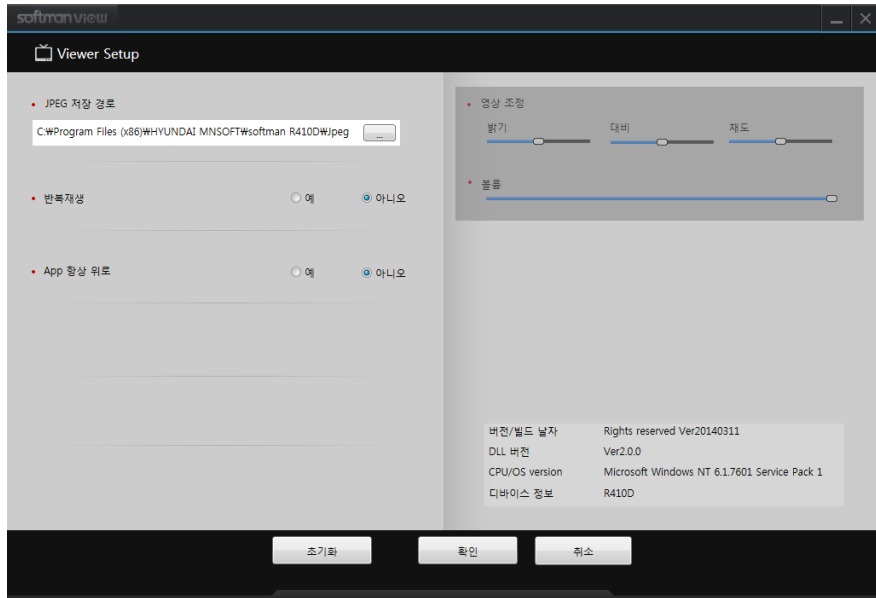 softman view
Viewer Setup
JPEG 저장 경로
C:₩Program Files (x86)₩HYUNDAI MNSOFT₩softman R410D₩Jpeg ...
반복재생 예 아니오
App 항상 위로 예 아니오
영상 조정
밝기 대비 채도
볼륨
버전/빌드 날자 Rights reserved Ver20140311
DLL 버전 Ver2.0.0
CPU/OS version Microsoft Windows NT 6.1.7601 Service Pack 1
디바이스 정보 R410D
초기화 확인 취소